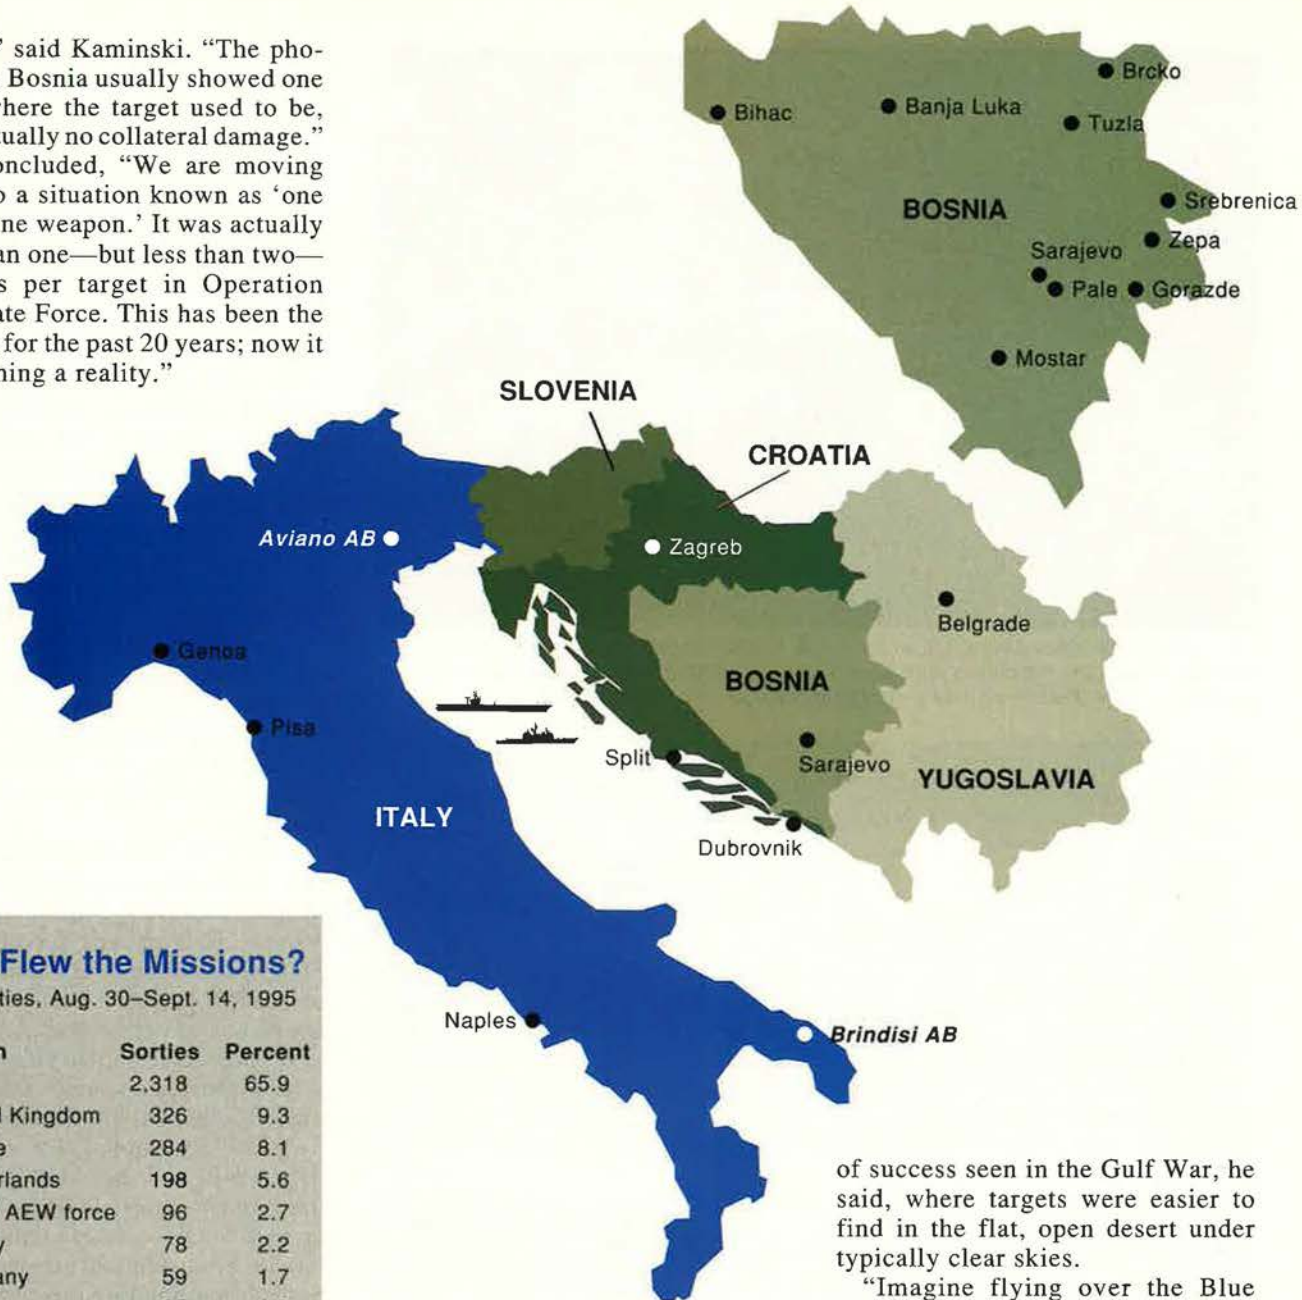 ” said Kaminski. “The pho-
Bosnia usually showed one
where the target used to be,
tually no collateral damage.”
oncluded, “We are moving
o a situation known as ‘one
ne weapon.’ It was actually
an one—but less than two—
s per target in Operation
ate Force. This has been the
for the past 20 years; now it
ning a reality.”
Brcko
Bihac
Banja Luka
Tuzla
BOSNIA
Srebrenica
Zepa
Sarajevo
Pale
Gorazde
Mostar
SLOVENIA
CROATIA
Aviano AB
Zagreb
Belgrade
Genoa
BOSNIA
Pisa
Split
Sarajevo
YUGOSLAVIA
ITALY
Dubrovnik
Naples
Brindisi AB
Flew the Missions?
ties, Aug. 30–Sept. 14, 1995
n Sorties Percent
2,318 65.9
d Kingdom 326 9.3
e 284 8.1
rlands 198 5.6
AEW force 96 2.7
y 78 2.2
any 59 1.7
of success seen in the Gulf War, he
said, where targets were easier to
find in the flat, open desert under
typically clear skies.
“Imagine flying over the Blue